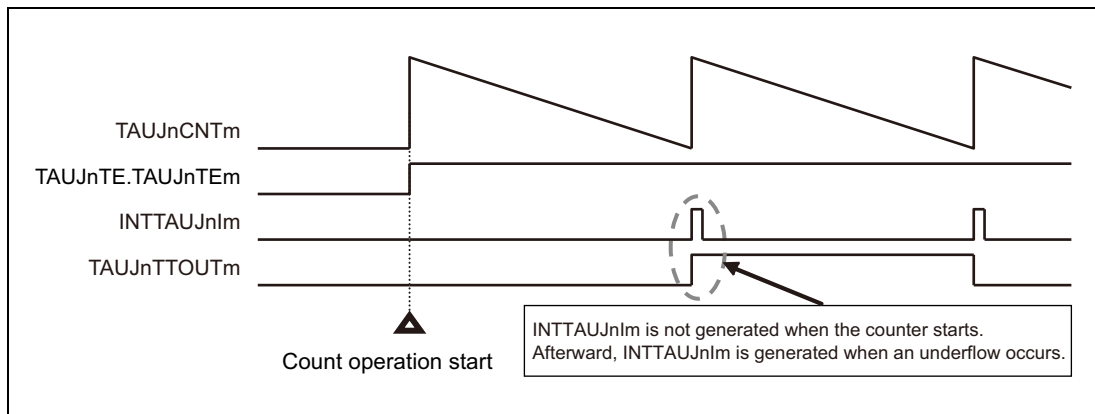 TAUJnCNTm
TAUJnTE.TAUJnTEm
INTTAUJnIm
TAUJnTTOUTm
Count operation start
INTTAUJnIm is not generated when the counter starts.
Afterward, INTTAUJnIm is generated when an underflow occurs.